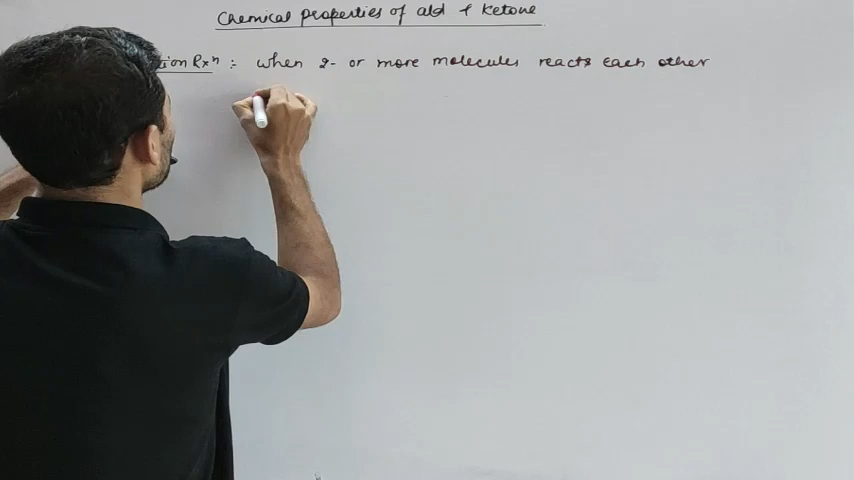 Chemical properties of ald & Ketone
tion Rxn :- when 2- or more molecules reacts each other